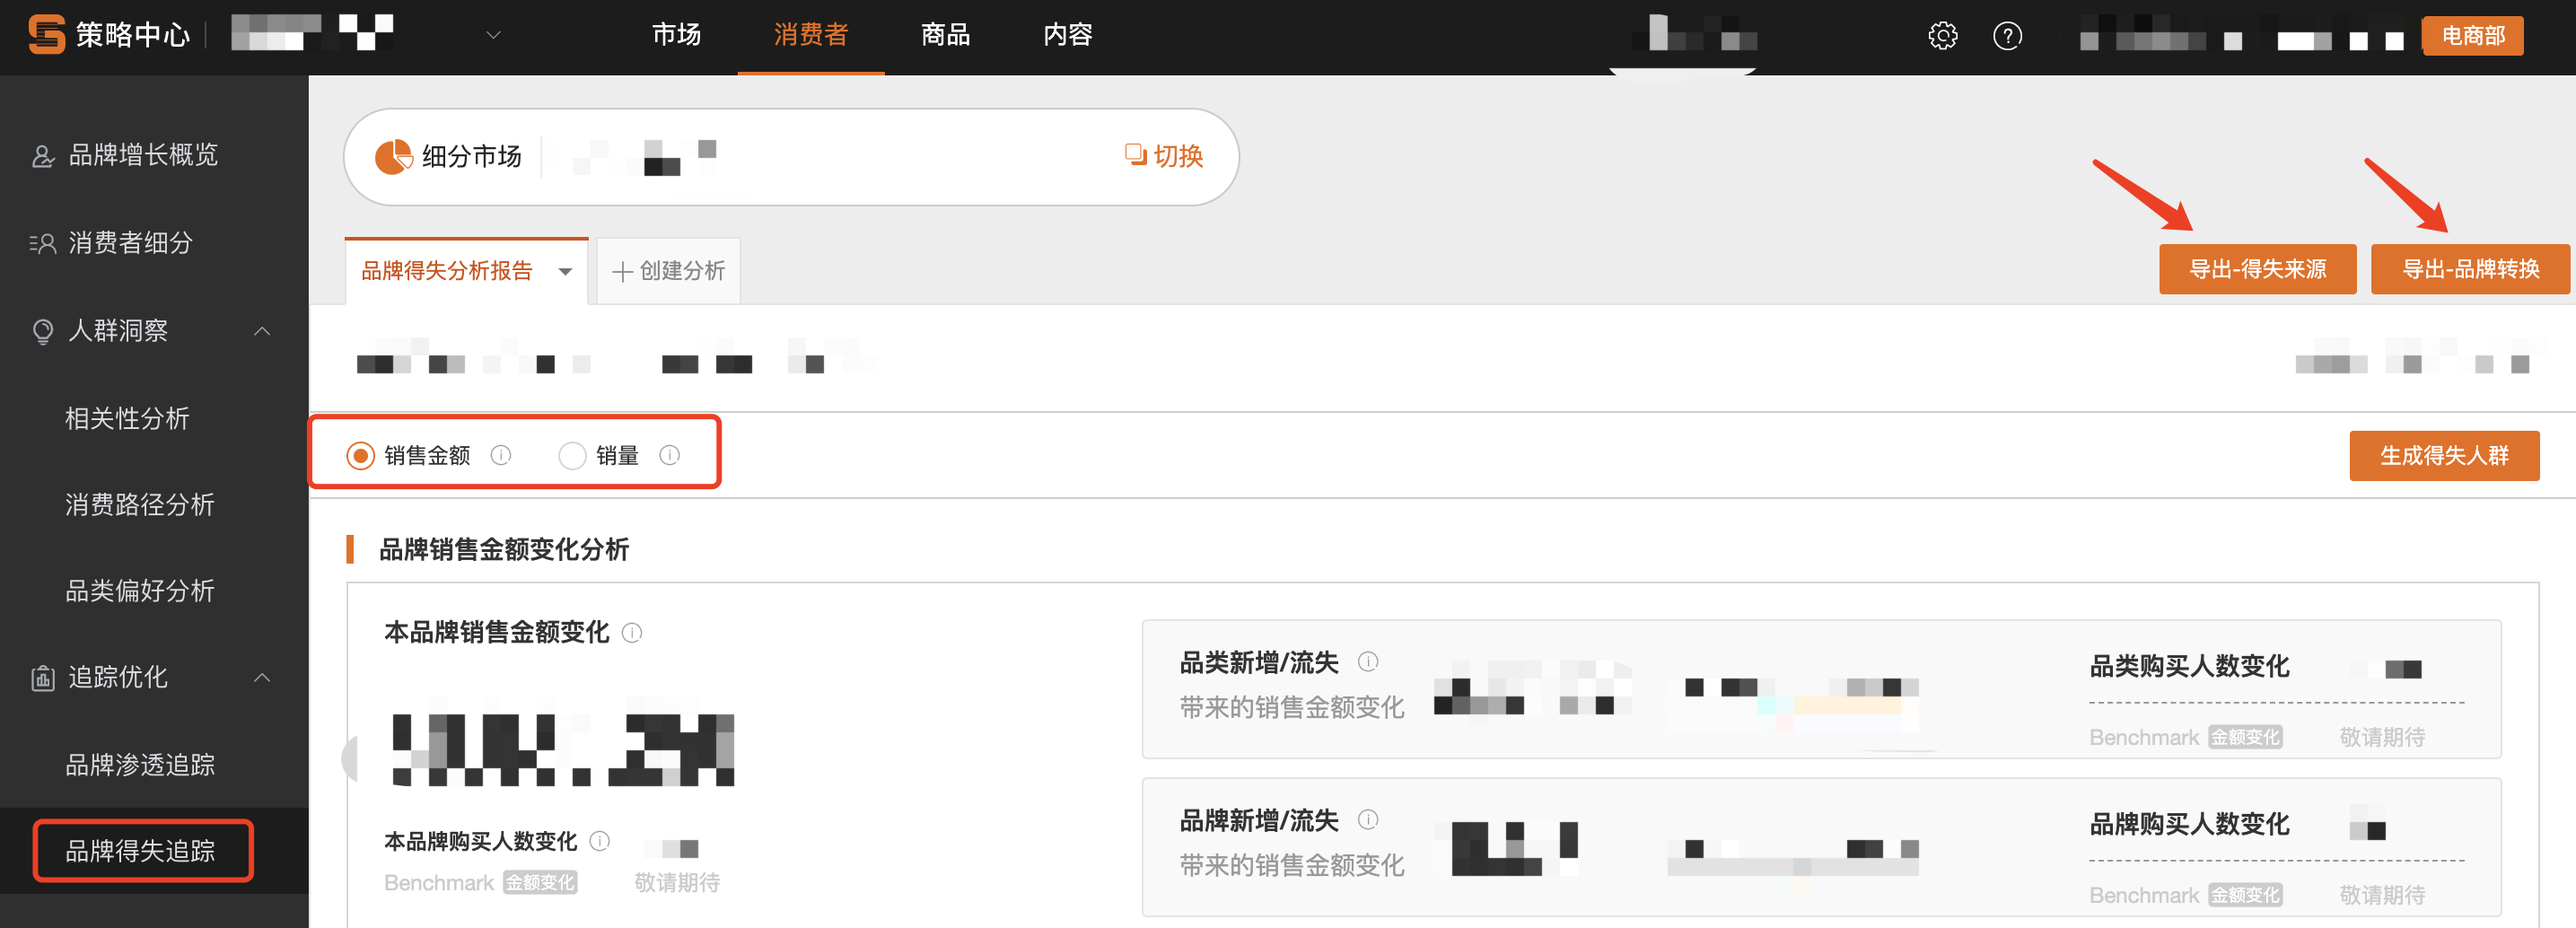 策略中心
市场 消费者 商品 内容
电商部
品牌增长概览
消费者细分
人群洞察
相关性分析
消费路径分析
品类偏好分析
追踪优化
品牌渗透追踪
品牌得失追踪
细分市场
切换
品牌得失分析报告
创建分析
导出-得失来源
导出-品牌转换
销售金额
销量
生成得失人群
品牌销售金额变化分析
本品牌销售金额变化
本品牌购买人数变化
Benchmark 金额变化 敬请期待
品类新增/流失
带来的销售金额变化
品类购买人数变化
Benchmark 金额变化 敬请期待
品牌新增/流失
带来的销售金额变化
品牌购买人数变化
Benchmark 金额变化 敬请期待